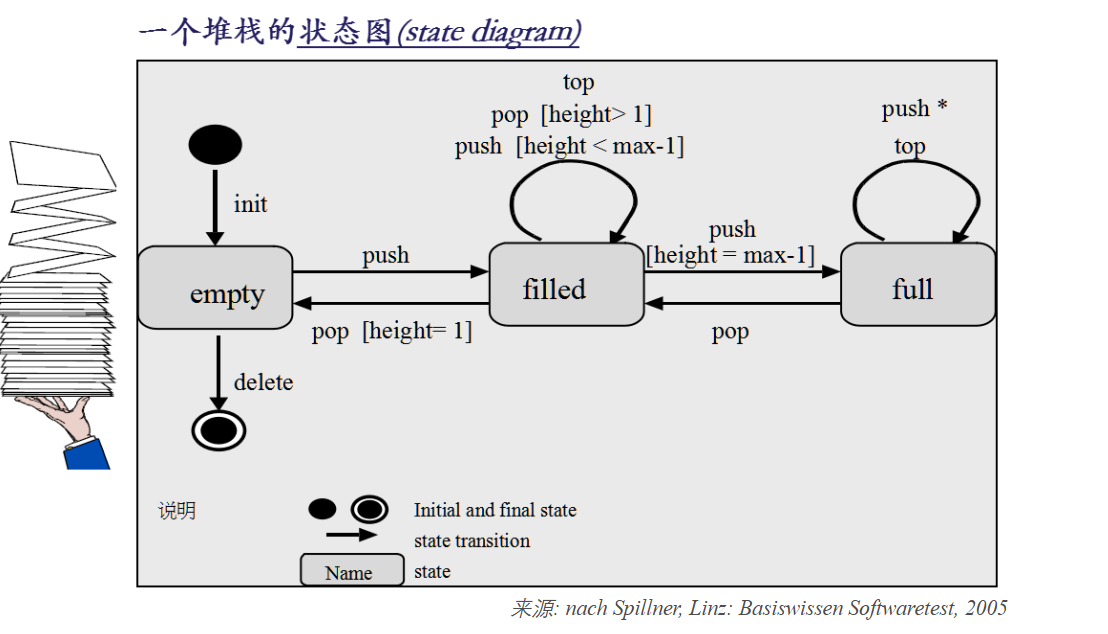 一个堆栈的状态图(state diagram)
top
pop [height> 1]
push [height < max-1]
push *
top
init
push
push
[height = max-1]
empty
filled
full
pop [height= 1]
pop
delete
说明
Initial and final state
state transition
Name
state
来源: nach Spillner, Linz: Basiswissen Softwaretest, 2005